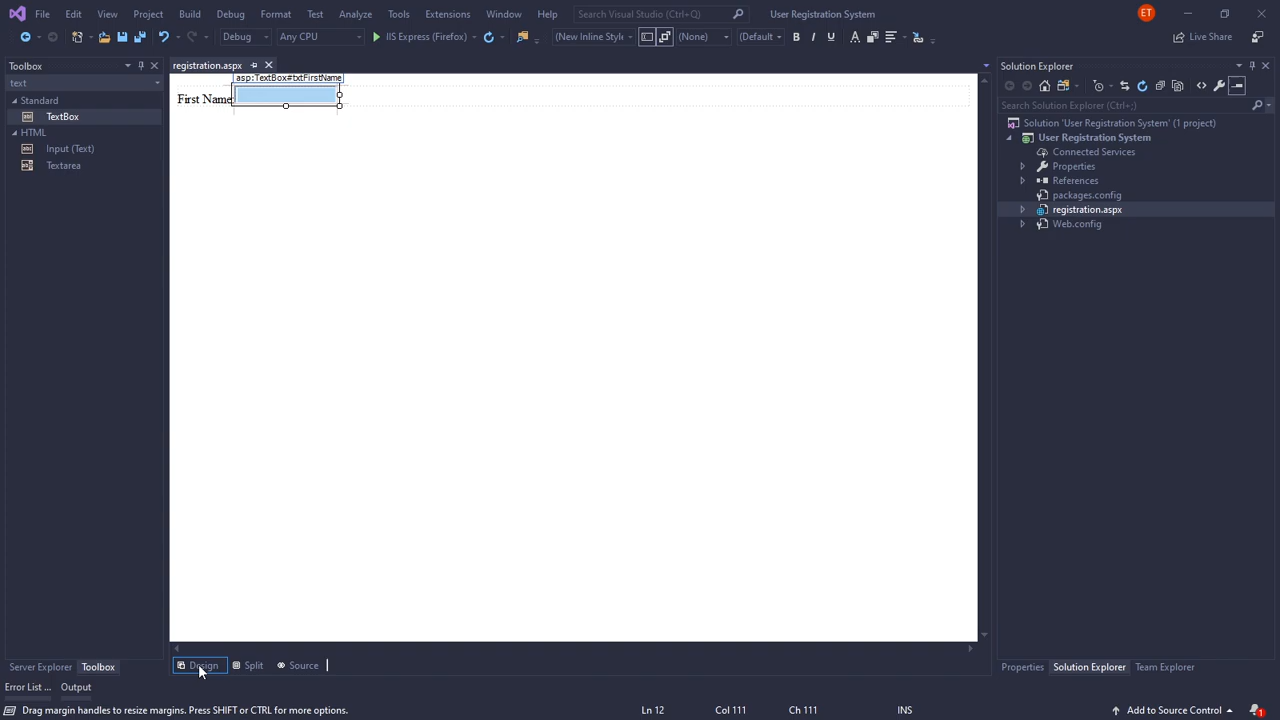 File Edit View Project Build Debug Format Test Analyze Tools Extensions Window Help Search Visual Studio (Ctrl+Q) User Registration System ET
Debug Any CPU IIS Express (Firefox) (New Inline Style (None) (Default B I U A Live Share
Toolbox registration.aspx Solution Explorer
text asp:TextBox#txtFirstName
Standard First Name Search Solution Explorer (Ctrl+;)
TextBox Solution 'User Registration System' (1 project)
HTML User Registration System
Input (Text) Connected Services
Textarea Properties
References
packages.config
registration.aspx
Web.config
Server Explorer Toolbox Design Split Source Properties Solution Explorer Team Explorer
Error List ... Output
Drag margin handles to resize margins. Press SHIFT or CTRL for more options. Ln 12 Col 111 Ch 111 INS Add to Source Control 1